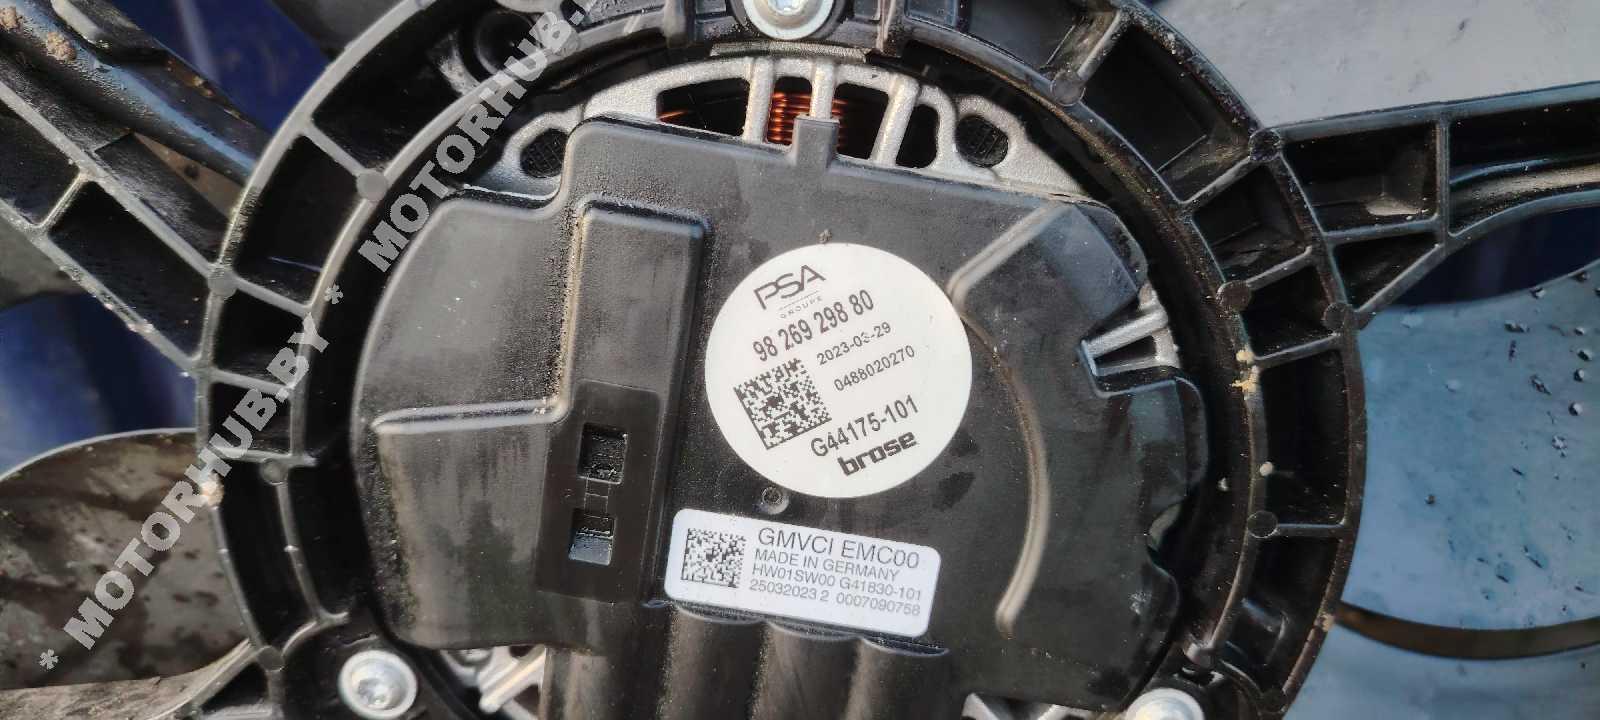 * MOTORHUB.BY * MOTORHUB.
PSA
GROUPE
98 269 298 80
2023-03-29
0488020270
G44175-101
brose
GMVCI EMC00
MADE IN GERMANY
HW01SW00 G41830-101
25032023 2 0007090758